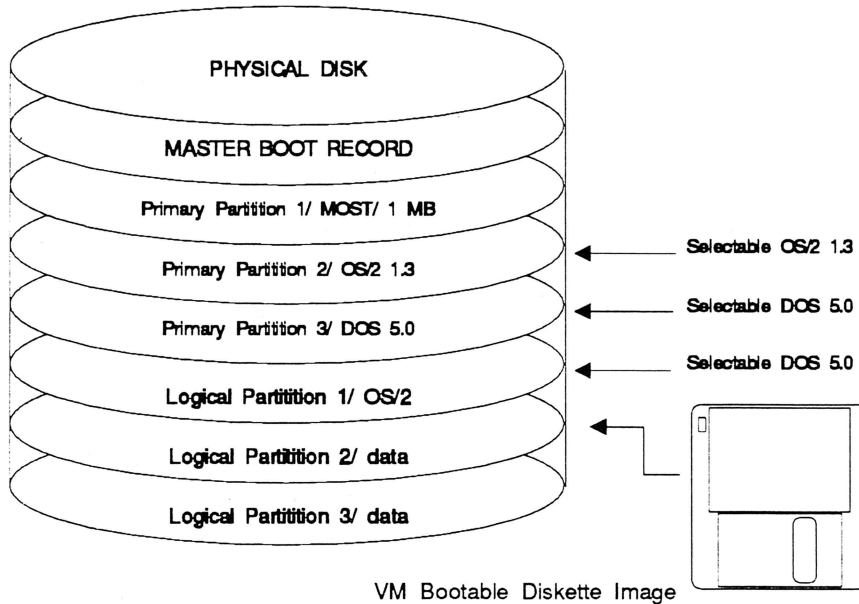 PHYSICAL DISK
MASTER BOOT RECORD
Primary Partition 1/ MOST/ 1 MB
Primary Partition 2/ OS/2 1.3
Selectable OS/2 1.3
Primary Partition 3/ DOS 5.0
Selectable DOS 5.0
Logical Partitition 1/ OS/2
Selectable DOS 5.0
Logical Partitition 2/ data
Logical Partitition 3/ data
VM Bootable Diskette Image